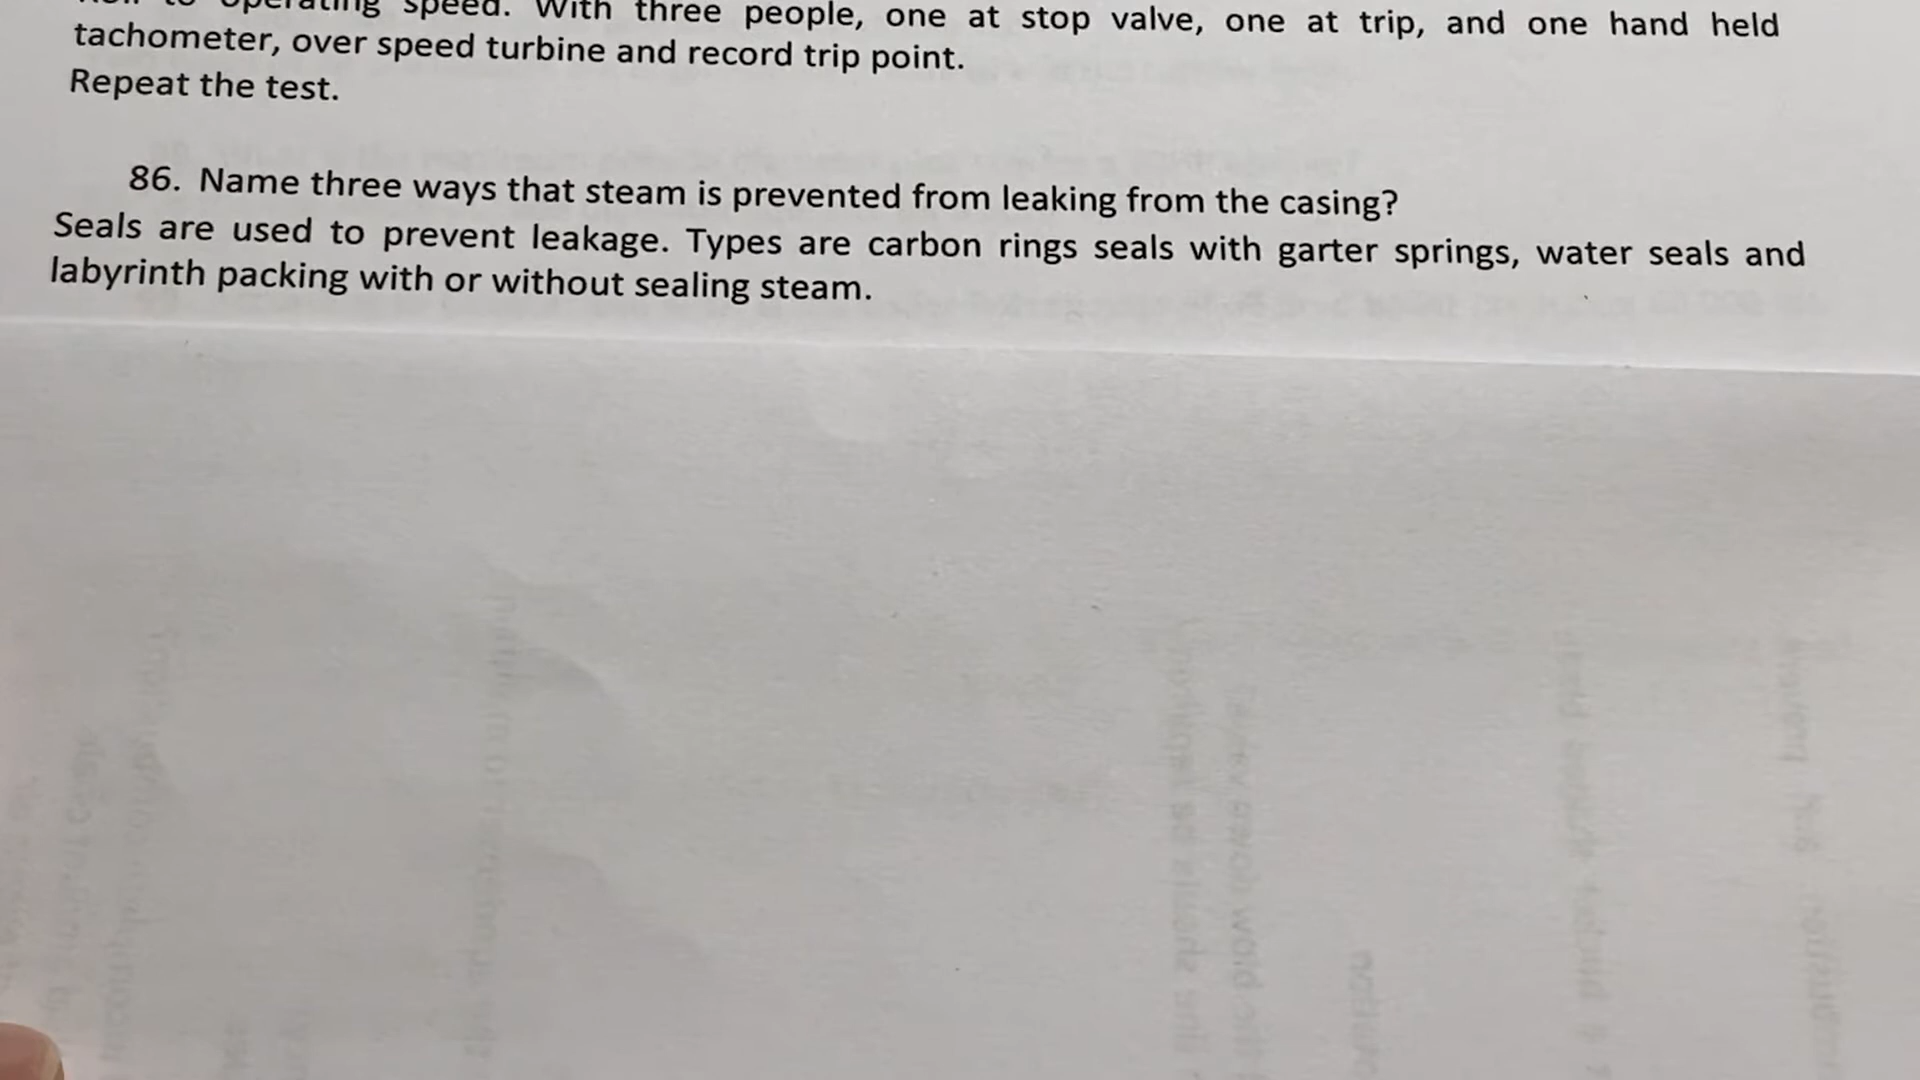 to operating speed. With three people, one at stop valve, one at trip, and one hand held
tachometer, over speed turbine and record trip point.
Repeat the test.
86. Name three ways that steam is prevented from leaking from the casing?
Seals are used to prevent leakage. Types are carbon rings seals with garter springs, water seals and
labyrinth packing with or without sealing steam.